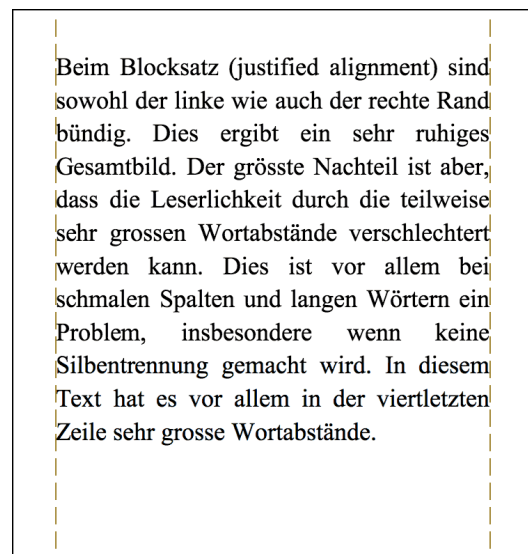 Beim Blocksatz (justified alignment) sind
sowohl der linke wie auch der rechte Rand
bündig. Dies ergibt ein sehr ruhiges
Gesamtbild. Der grösste Nachteil ist aber,
dass die Leserlichkeit durch die teilweise
sehr grossen Wortabstände verschlechtert
werden kann. Dies ist vor allem bei
schmalen Spalten und langen Wörtern ein
Problem, insbesondere wenn keine
Silbentrennung gemacht wird. In diesem
Text hat es vor allem in der viertletzten
Zeile sehr grosse Wortabstände.